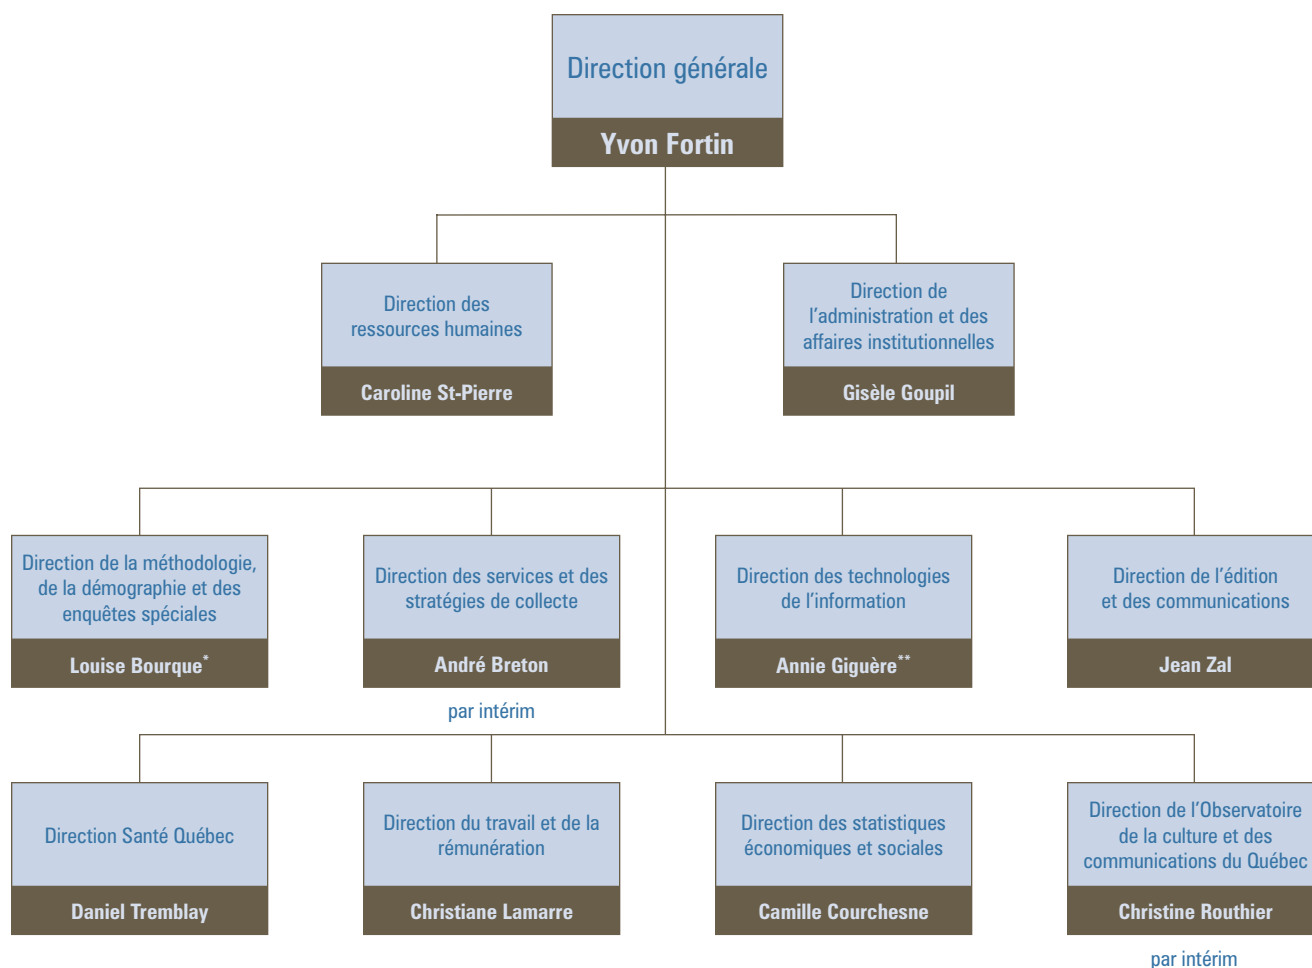 Direction générale
Yvon Fortin
Direction des
ressources humaines
Caroline St-Pierre
Direction de
l’administration et des
affaires institutionnelles
Gisèle Goupil
Direction de la méthodologie,
de la démographie et des
enquêtes spéciales
Louise Bourque*
Direction des services et des
stratégies de collecte
André Breton
par intérim
Direction des technologies
de l’information
Annie Giguère**
Direction de l’édition
et des communications
Jean Zal
Direction Santé Québec
Daniel Tremblay
Direction du travail et de la
rémunération
Christiane Lamarre
Direction des statistiques
économiques et sociales
Camille Courchesne
Direction de l’Observatoire
de la culture et des
communications du Québec
Christine Routhier
par intérim